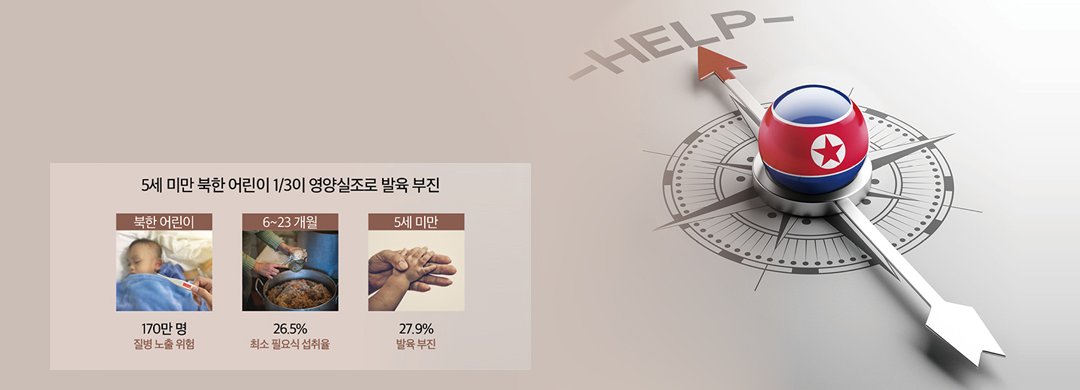 HELP
5세 미만 북한 어린이 1/3이 영양실조로 발육 부진
북한 어린이
6~23 개월
5세 미만
170만 명
26.5%
27.9%
질병 노출 위험
최소 필요식 섭취율
발육 부진